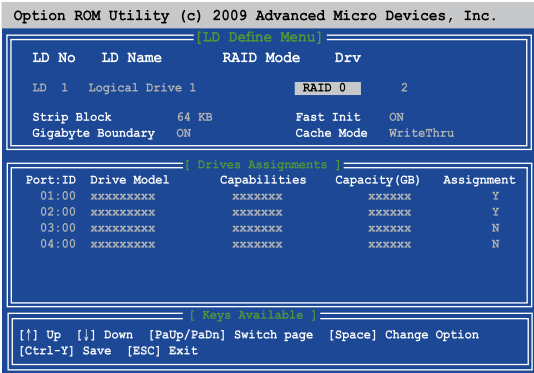 Option ROM Utility (c) 2009 Advanced Micro Devices, Inc.
[LD Define Menu]
LD No LD Name RAID Mode Drv
LD 1 Logical Drive 1 RAID 0 2
Strip Block 64 KB Fast Init ON
Gigabyte Boundary ON Cache Mode WriteThru
[ Drives Assignments ]
Port:ID Drive Model Capabilities Capacity(GB) Assignment
01:00 xxxxxxxxx xxxxxxx xxxxxx Y
02:00 xxxxxxxxx xxxxxxx xxxxxx Y
03:00 xxxxxxxxx xxxxxxx xxxxxx N
04:00 xxxxxxxxx xxxxxxx xxxxxx N
[ Keys Available ]
[↑] Up [↓] Down [PaUp/PaDn] Switch page [Space] Change Option
[Ctrl-Y] Save [ESC] Exit